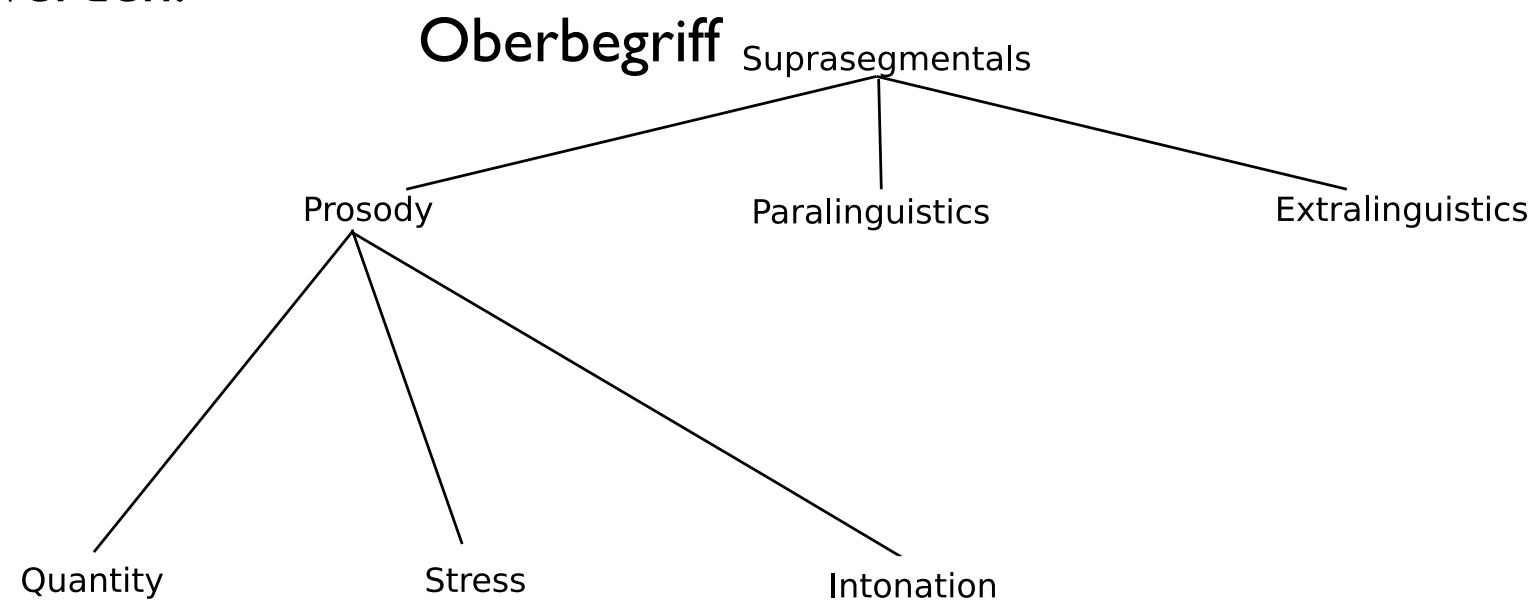 Oberbegriff Suprasegmentals
Prosody Paralinguistics Extralinguistics
Quantity Stress Intonation